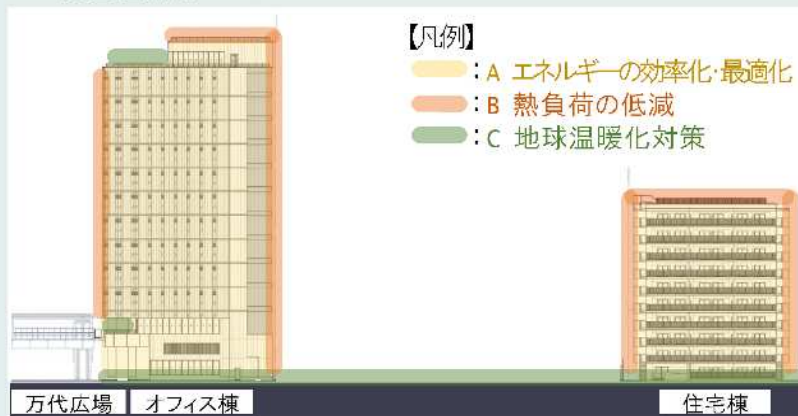 【凡例】
：A エネルギーの効率化・最適化
：B 熱負荷の低減
：C 地球温暖化対策
万代広場 オフィス棟 住宅棟